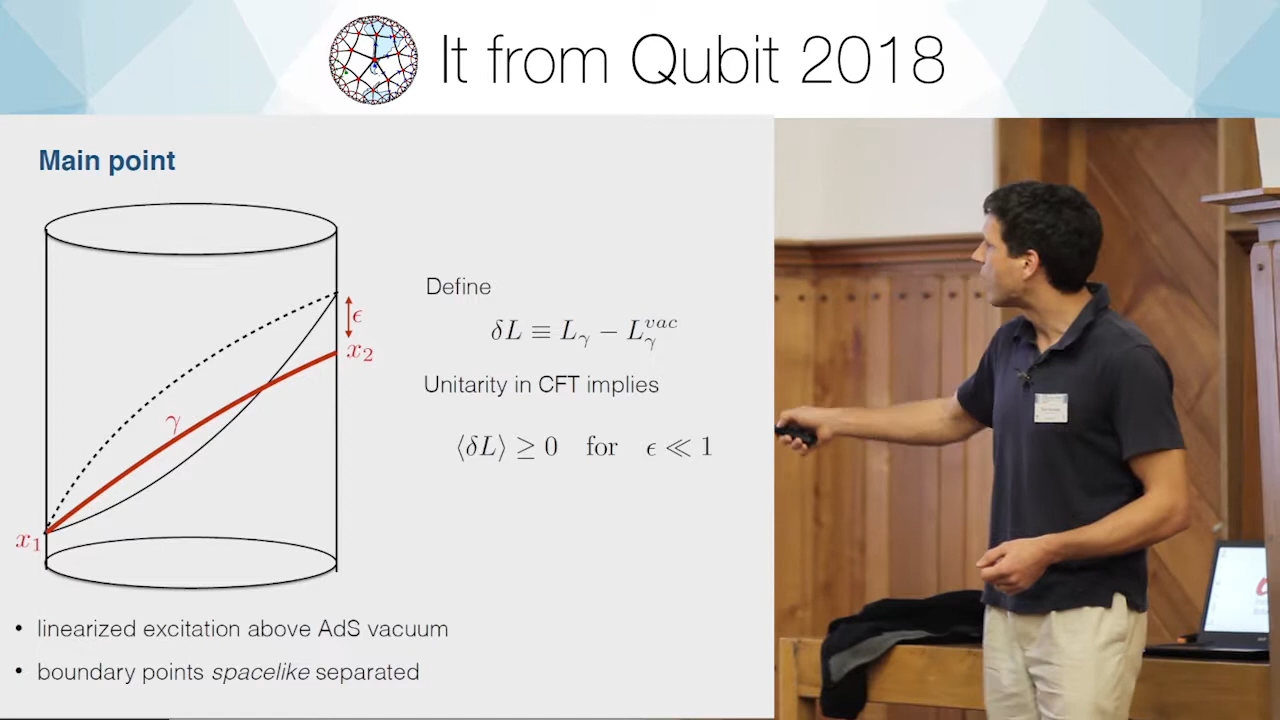 It from Qubit 2018
Main point
Define
δL ≡ L_γ − L_γ^{vac}
Unitarity in CFT implies
⟨δL⟩ ≥ 0 for ϵ ≪ 1
ϵ
x₂
γ
x₁
• linearized excitation above AdS vacuum
• boundary points spacelike separated